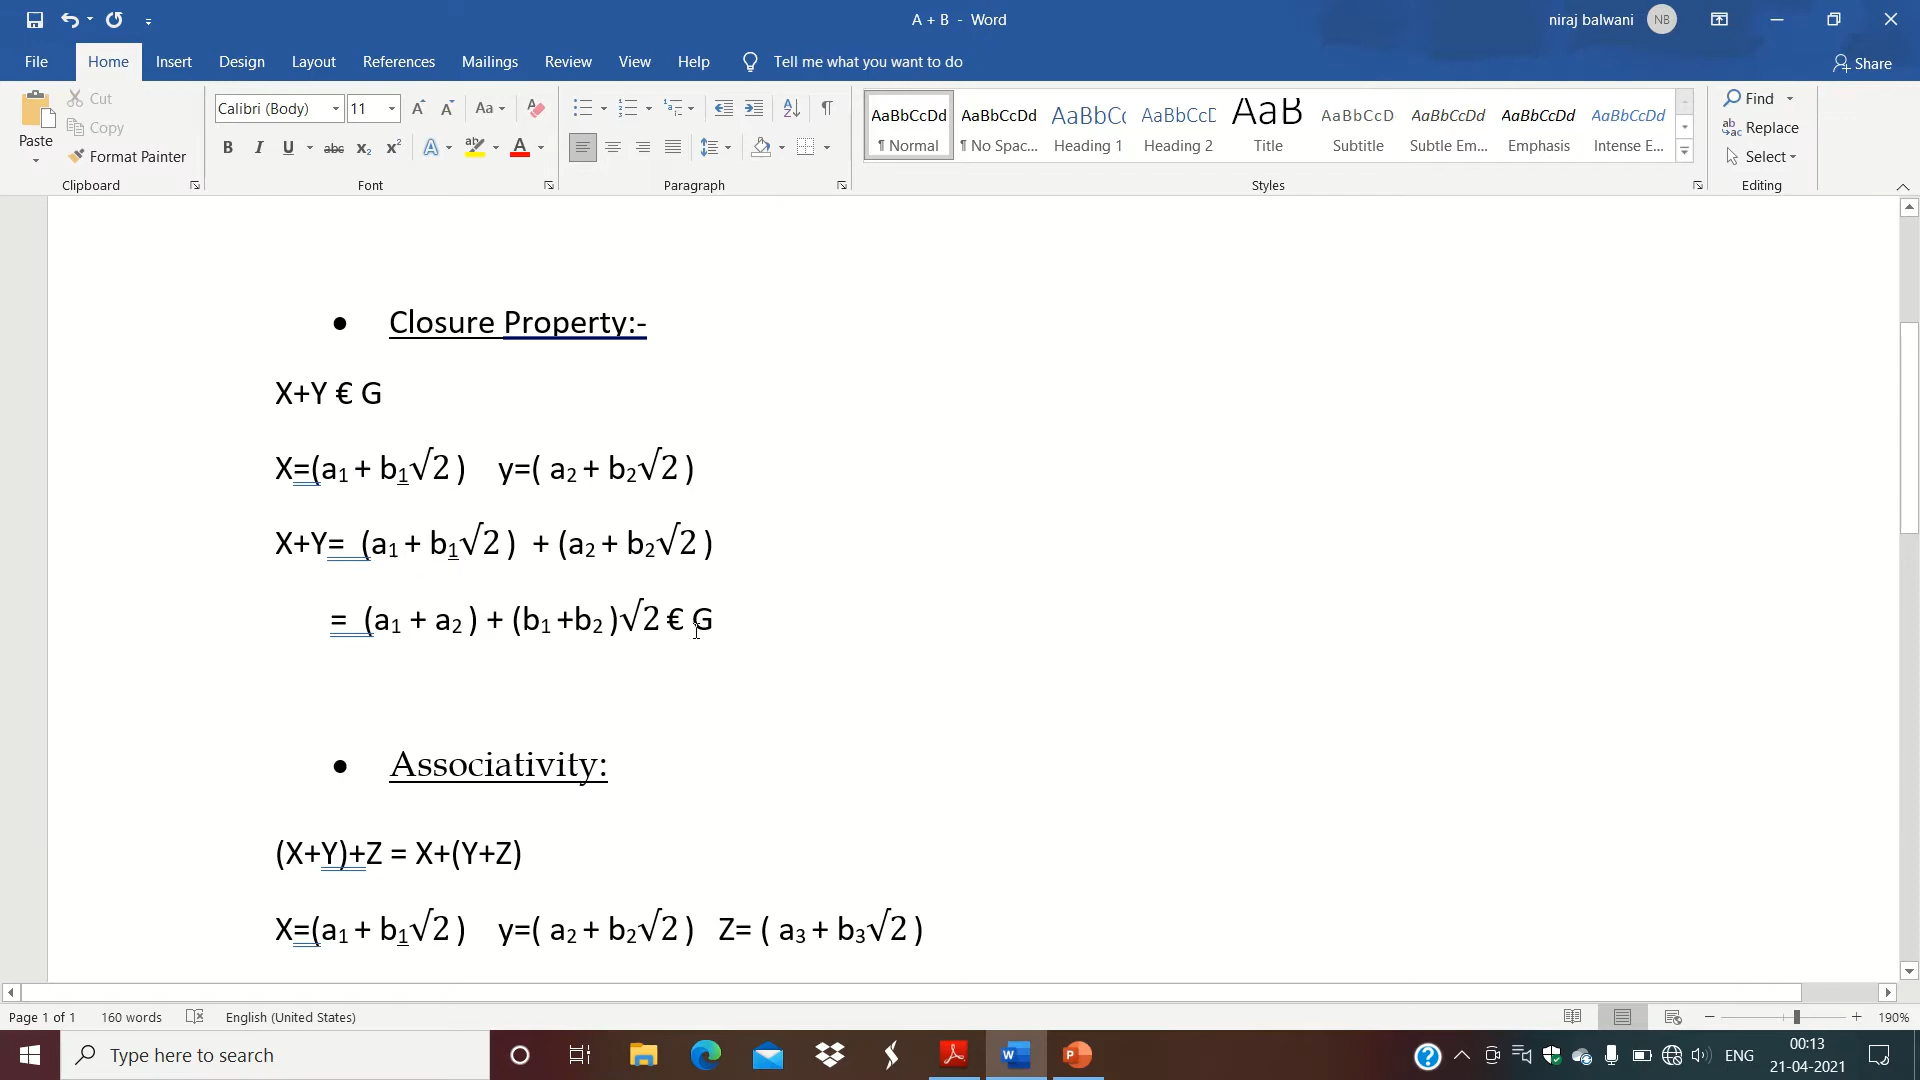 A + B - Word
niraj balwani
NB
File Home Insert Design Layout References Mailings Review View Help Tell me what you want to do
Share
Paste
Cut
Copy
Format Painter
Clipboard
Calibri (Body) 11
Font
Paragraph
AaBbCcDd AaBbCcDd AaBbCc AaBbCcD AaB AaBbCcD AaBbCcDd AaBbCcDd AaBbCcDd
¶ Normal ¶ No Spac... Heading 1 Heading 2 Title Subtitle Subtle Em... Emphasis Intense E...
Styles
Find
Replace
Select
Editing
• Closure Property:-
X+Y € G
X=(a₁ + b₁√2 ) y=( a₂ + b₂√2 )
X+Y= (a₁ + b₁√2 ) + (a₂ + b₂√2 )
= (a₁ + a₂ ) + (b₁ +b₂ )√2 € G
• Associativity:
(X+Y)+Z = X+(Y+Z)
X=(a₁ + b₁√2 ) y=( a₂ + b₂√2 ) Z= ( a₃ + b₃√2 )
Page 1 of 1 160 words English (United States)
190%
Type here to search
ENG
00:13
21-04-2021